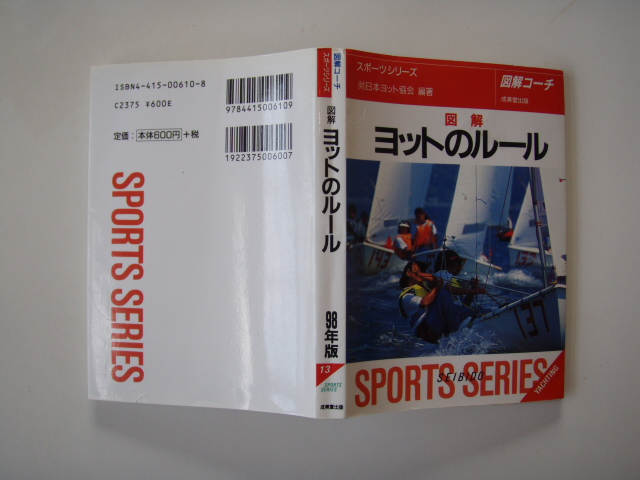 ISBN4-415-00610-8
C2375 ¥600E
定価：本体600円+税
9784415006109
1922375006007
SPORTS SERIES
スポーツシリーズ
図解コーチ
図解
ヨットのルール
98年版
13
SPORTS
SERIES
成美堂出版
スポーツシリーズ
図解コーチ
㈶日本ヨット協会 編著
成美堂出版
図解
ヨットのルール
143
137
SPORTS SERIES
SEIBIDO
YACHTING